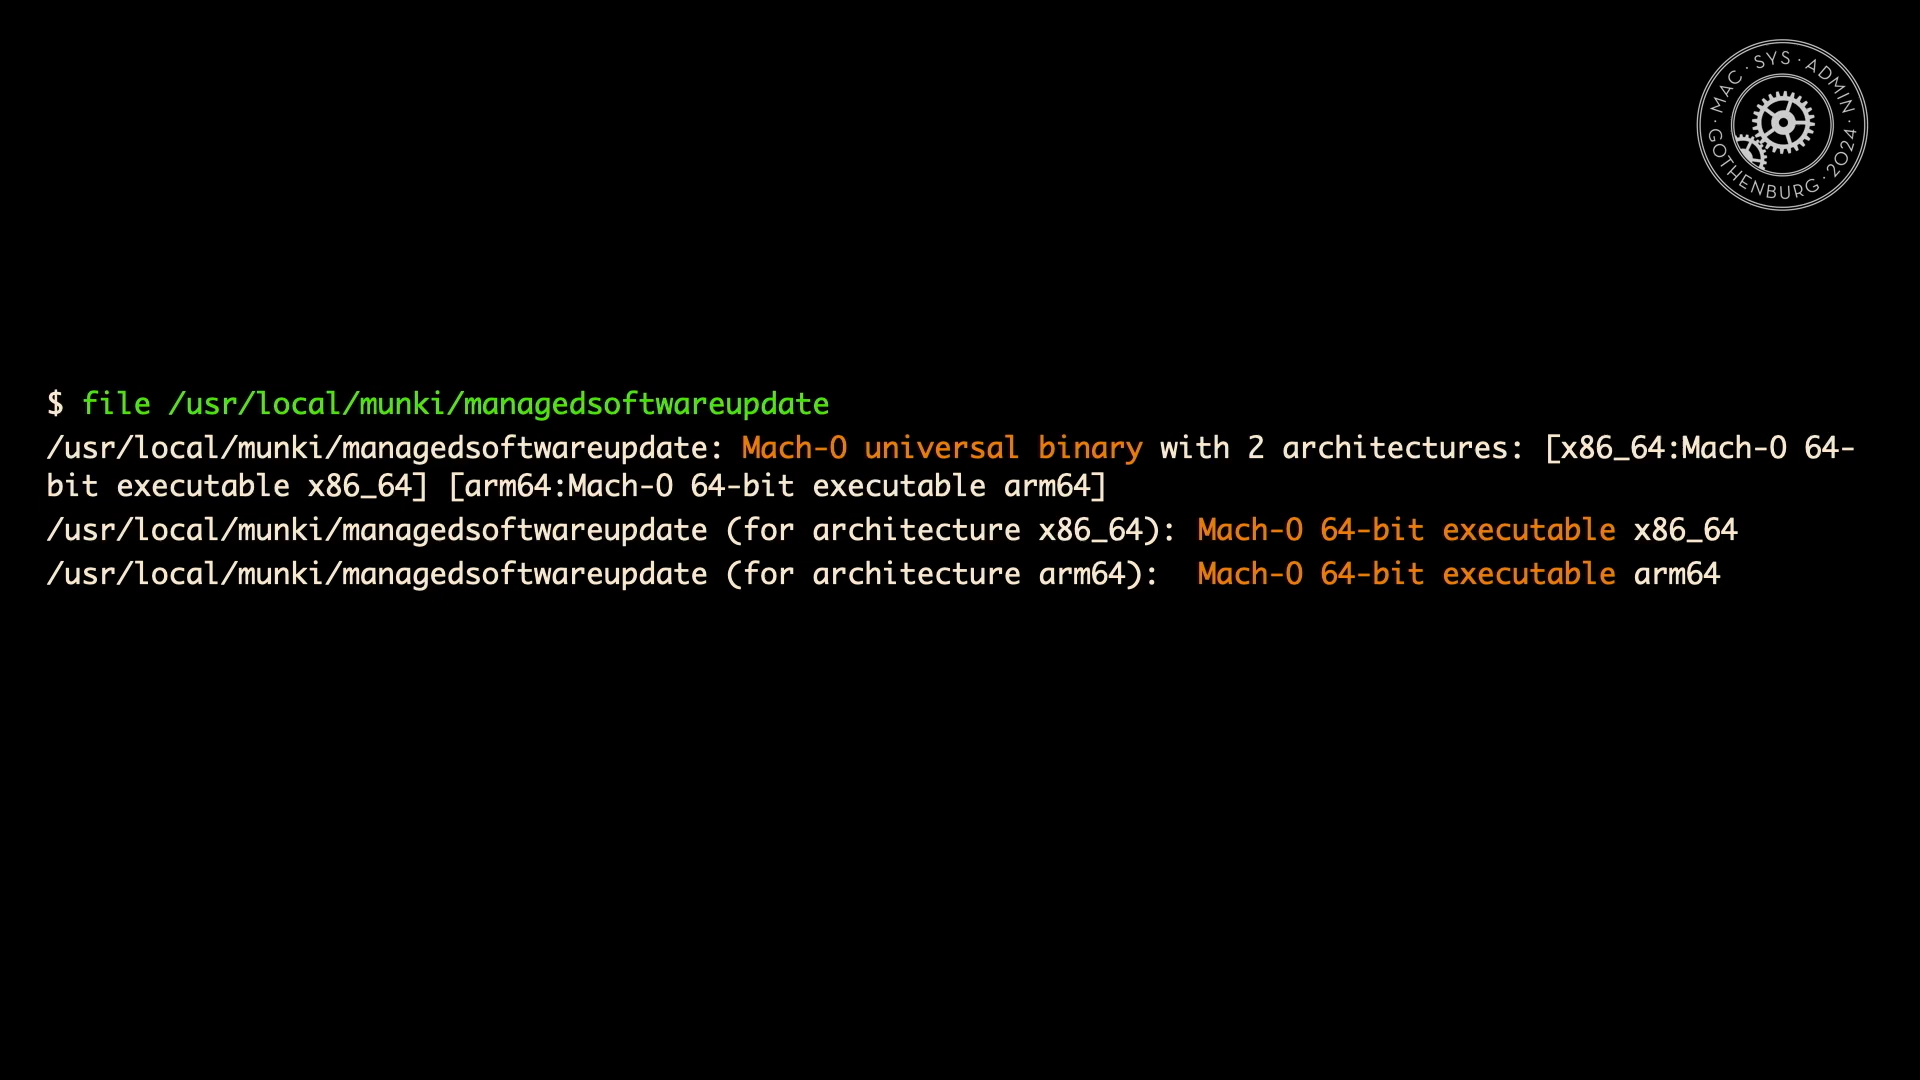 MAC · SYS · ADMIN · GOTHENBURG · 2024 ·
$ file /usr/local/munki/managedsoftwareupdate
/usr/local/munki/managedsoftwareupdate: Mach-O universal binary with 2 architectures: [x86_64:Mach-O 64-
bit executable x86_64] [arm64:Mach-O 64-bit executable arm64]
/usr/local/munki/managedsoftwareupdate (for architecture x86_64): Mach-O 64-bit executable x86_64
/usr/local/munki/managedsoftwareupdate (for architecture arm64):  Mach-O 64-bit executable arm64